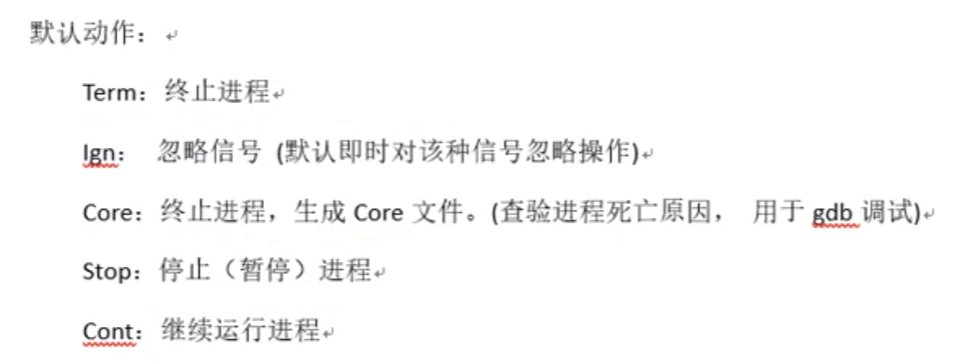 默认动作：
Term：终止进程
Ign： 忽略信号 (默认即时对该种信号忽略操作)
Core：终止进程，生成 Core 文件。(查验进程死亡原因， 用于 gdb 调试)
Stop：停止（暂停）进程
Cont：继续运行进程